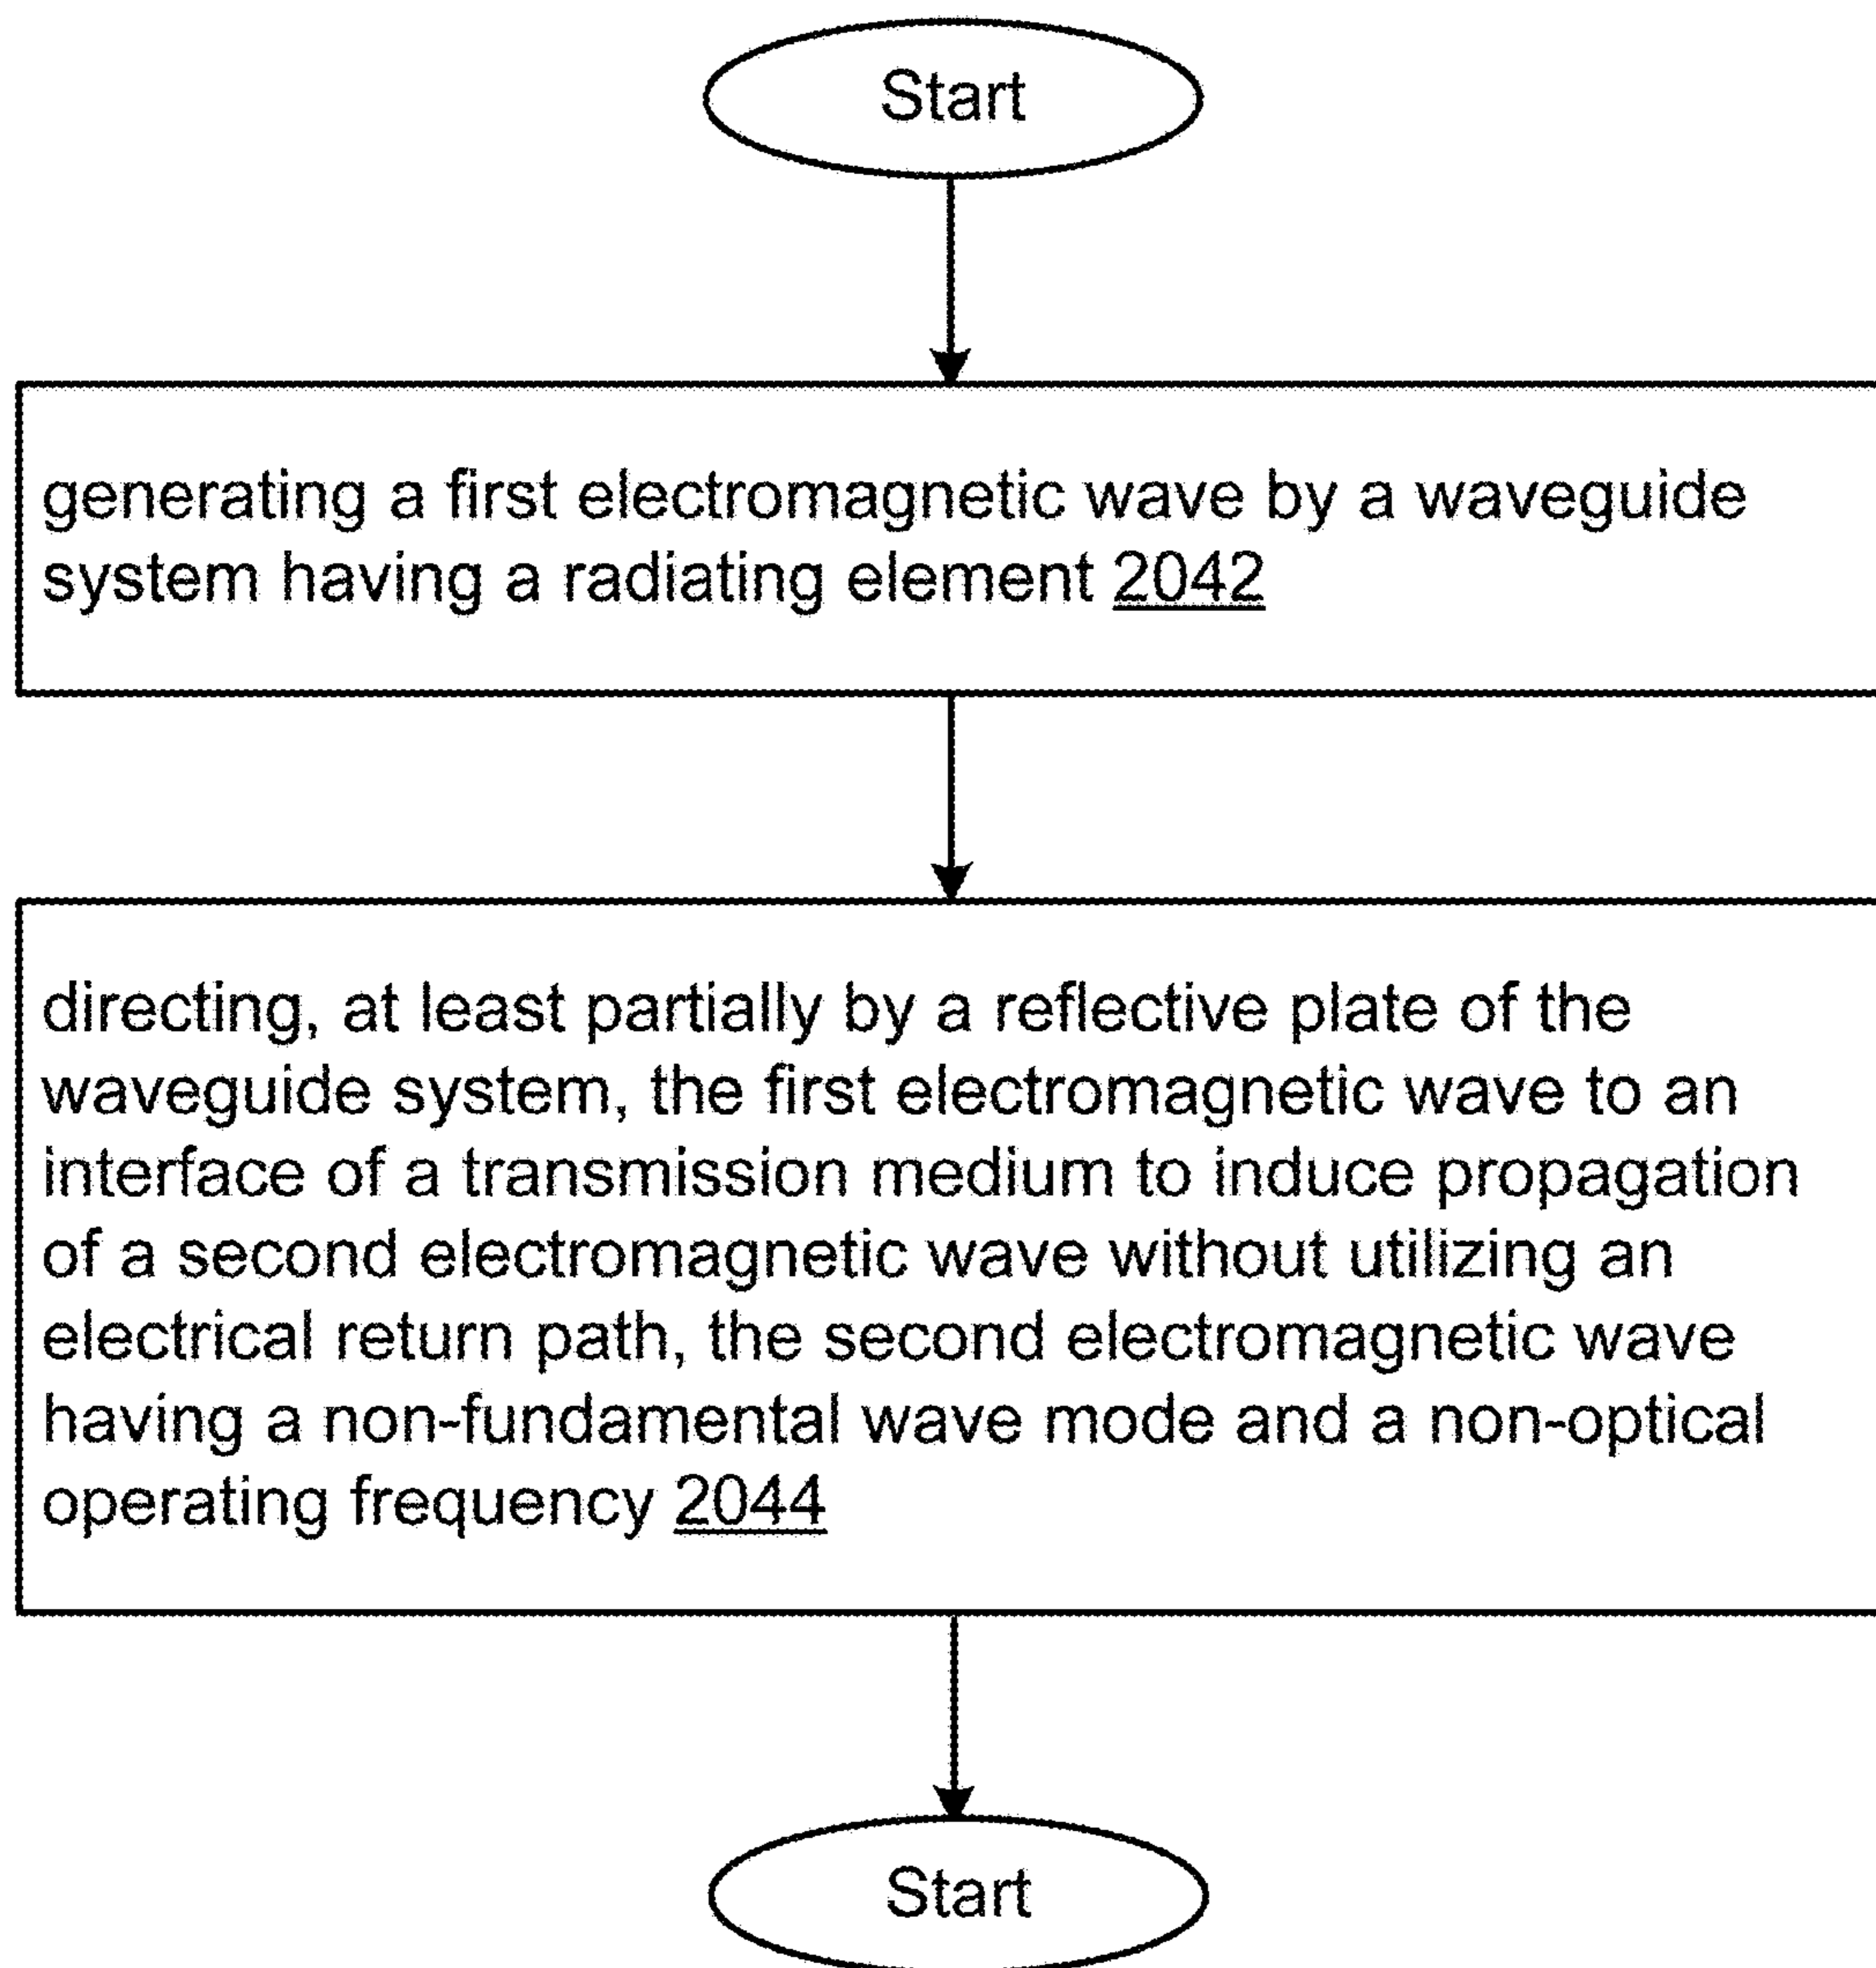 Start
generating a first electromagnetic wave by a waveguide
system having a radiating element 2042
directing, at least partially by a reflective plate of the
waveguide system, the first electromagnetic wave to an
interface of a transmission medium to induce propagation
of a second electromagnetic wave without utilizing an
electrical return path, the second electromagnetic wave
having a non-fundamental wave mode and a non-optical
operating frequency 2044
Start